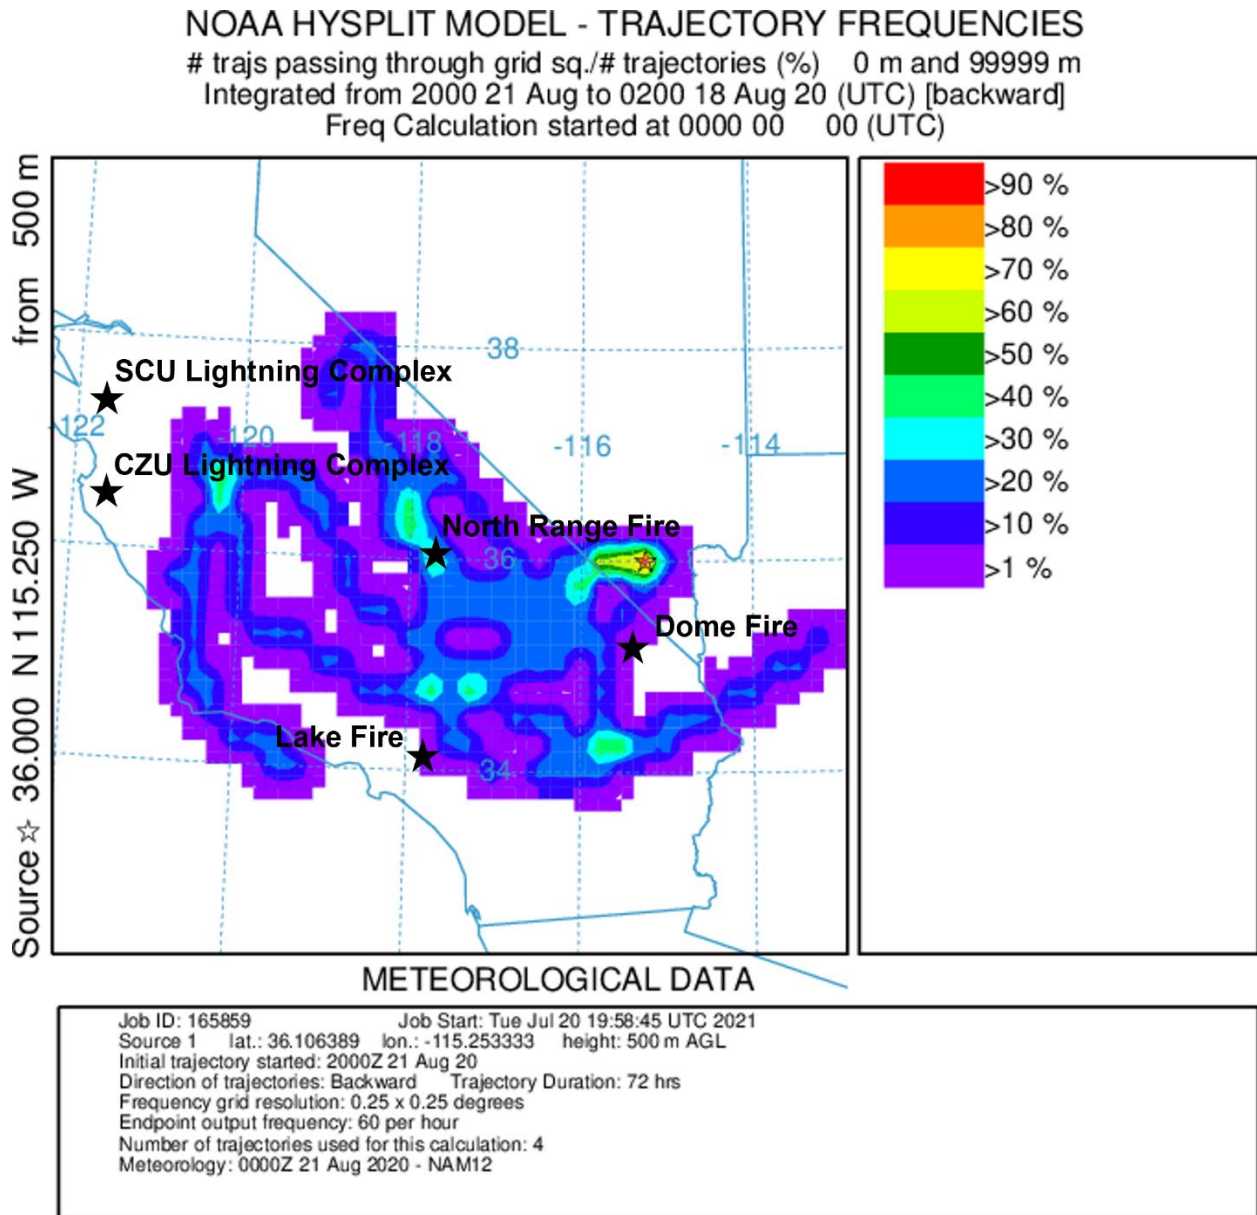 NOAA HYSPLIT MODEL - TRAJECTORY FREQUENCIES
# trajs passing through grid sq./# trajectories (%) 0 m and 99999 m
Integrated from 2000 21 Aug to 0200 18 Aug 20 (UTC) [backward]
Freq Calculation started at 0000 00 00 (UTC)
Source ☆ 36.000 N 115.250 W from 500 m
38
SCU Lightning Complex
-122
-120
-118
-116
-114
CZU Lightning Complex
North Range Fire
36
Dome Fire
Lake Fire
34
>90 %
>80 %
>70 %
>60 %
>50 %
>40 %
>30 %
>20 %
>10 %
>1 %
METEOROLOGICAL DATA
Job ID: 165859 Job Start: Tue Jul 20 19:58:45 UTC 2021
Source 1 lat.: 36.106389 lon.: -115.253333 height: 500 m AGL
Initial trajectory started: 2000Z 21 Aug 20
Direction of trajectories: Backward Trajectory Duration: 72 hrs
Frequency grid resolution: 0.25 x 0.25 degrees
Endpoint output frequency: 60 per hour
Number of trajectories used for this calculation: 4
Meteorology: 0000Z 21 Aug 2020 - NAM12